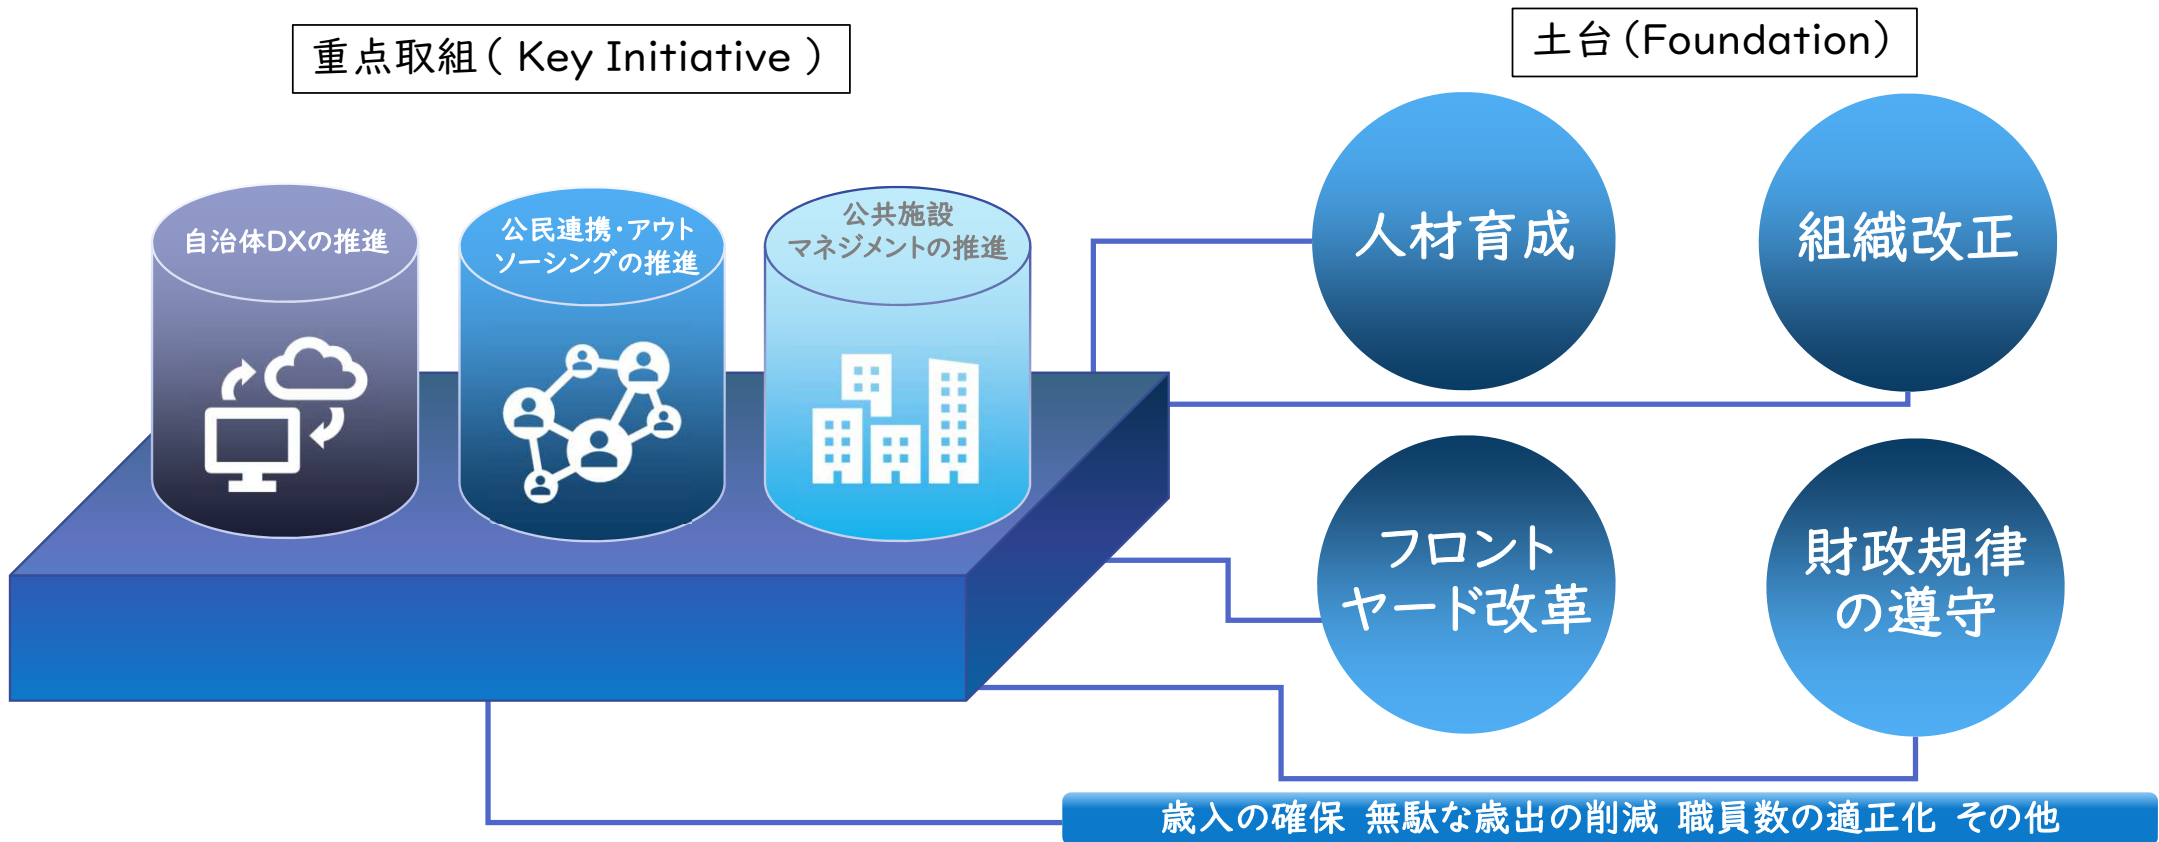 重点取組( Key Initiative )
土台(Foundation)
自治体DXの推進
公民連携・アウト
ソーシングの推進
公共施設
マネジメントの推進
人材育成
組織改正
フロント
ヤード改革
財政規律
の遵守
歳入の確保 無駄な歳出の削減 職員数の適正化 その他